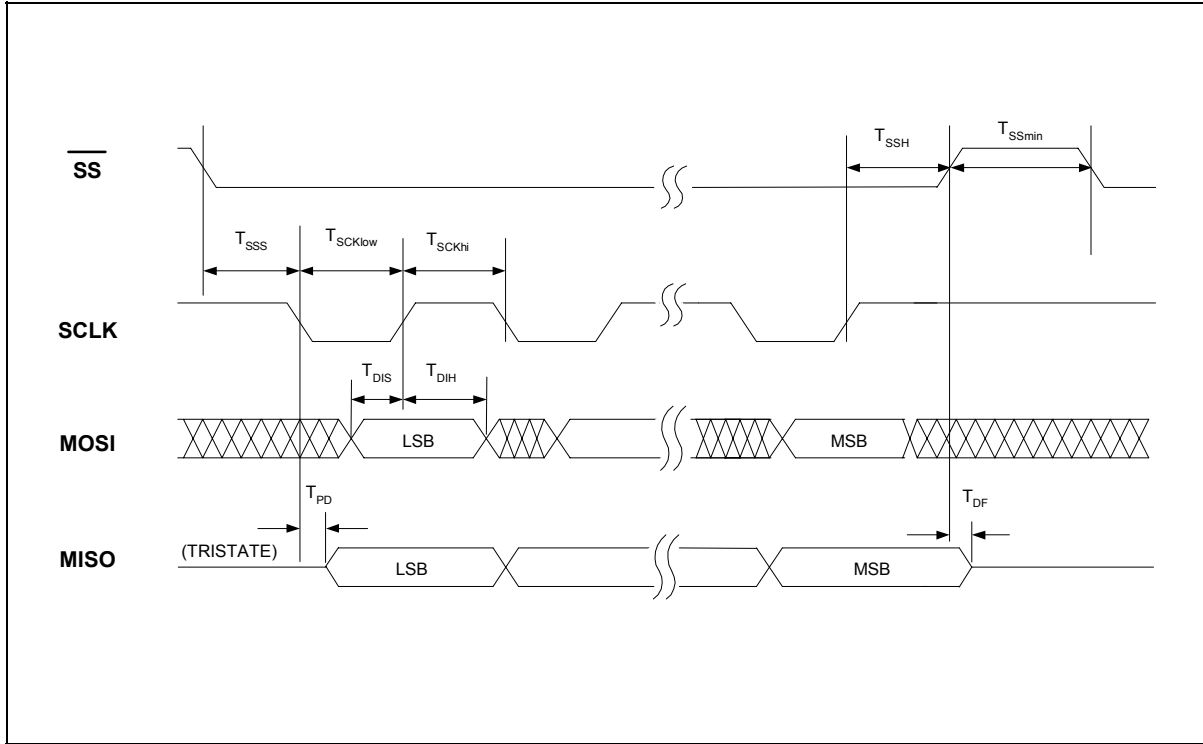 T_SSH
T_SSmin
SS
T_SSS
T_SCKlow
T_SCKhi
SCLK
T_DIS
T_DIH
MOSI
LSB
MSB
T_PD
T_DF
(TRISTATE)
MISO
LSB
MSB